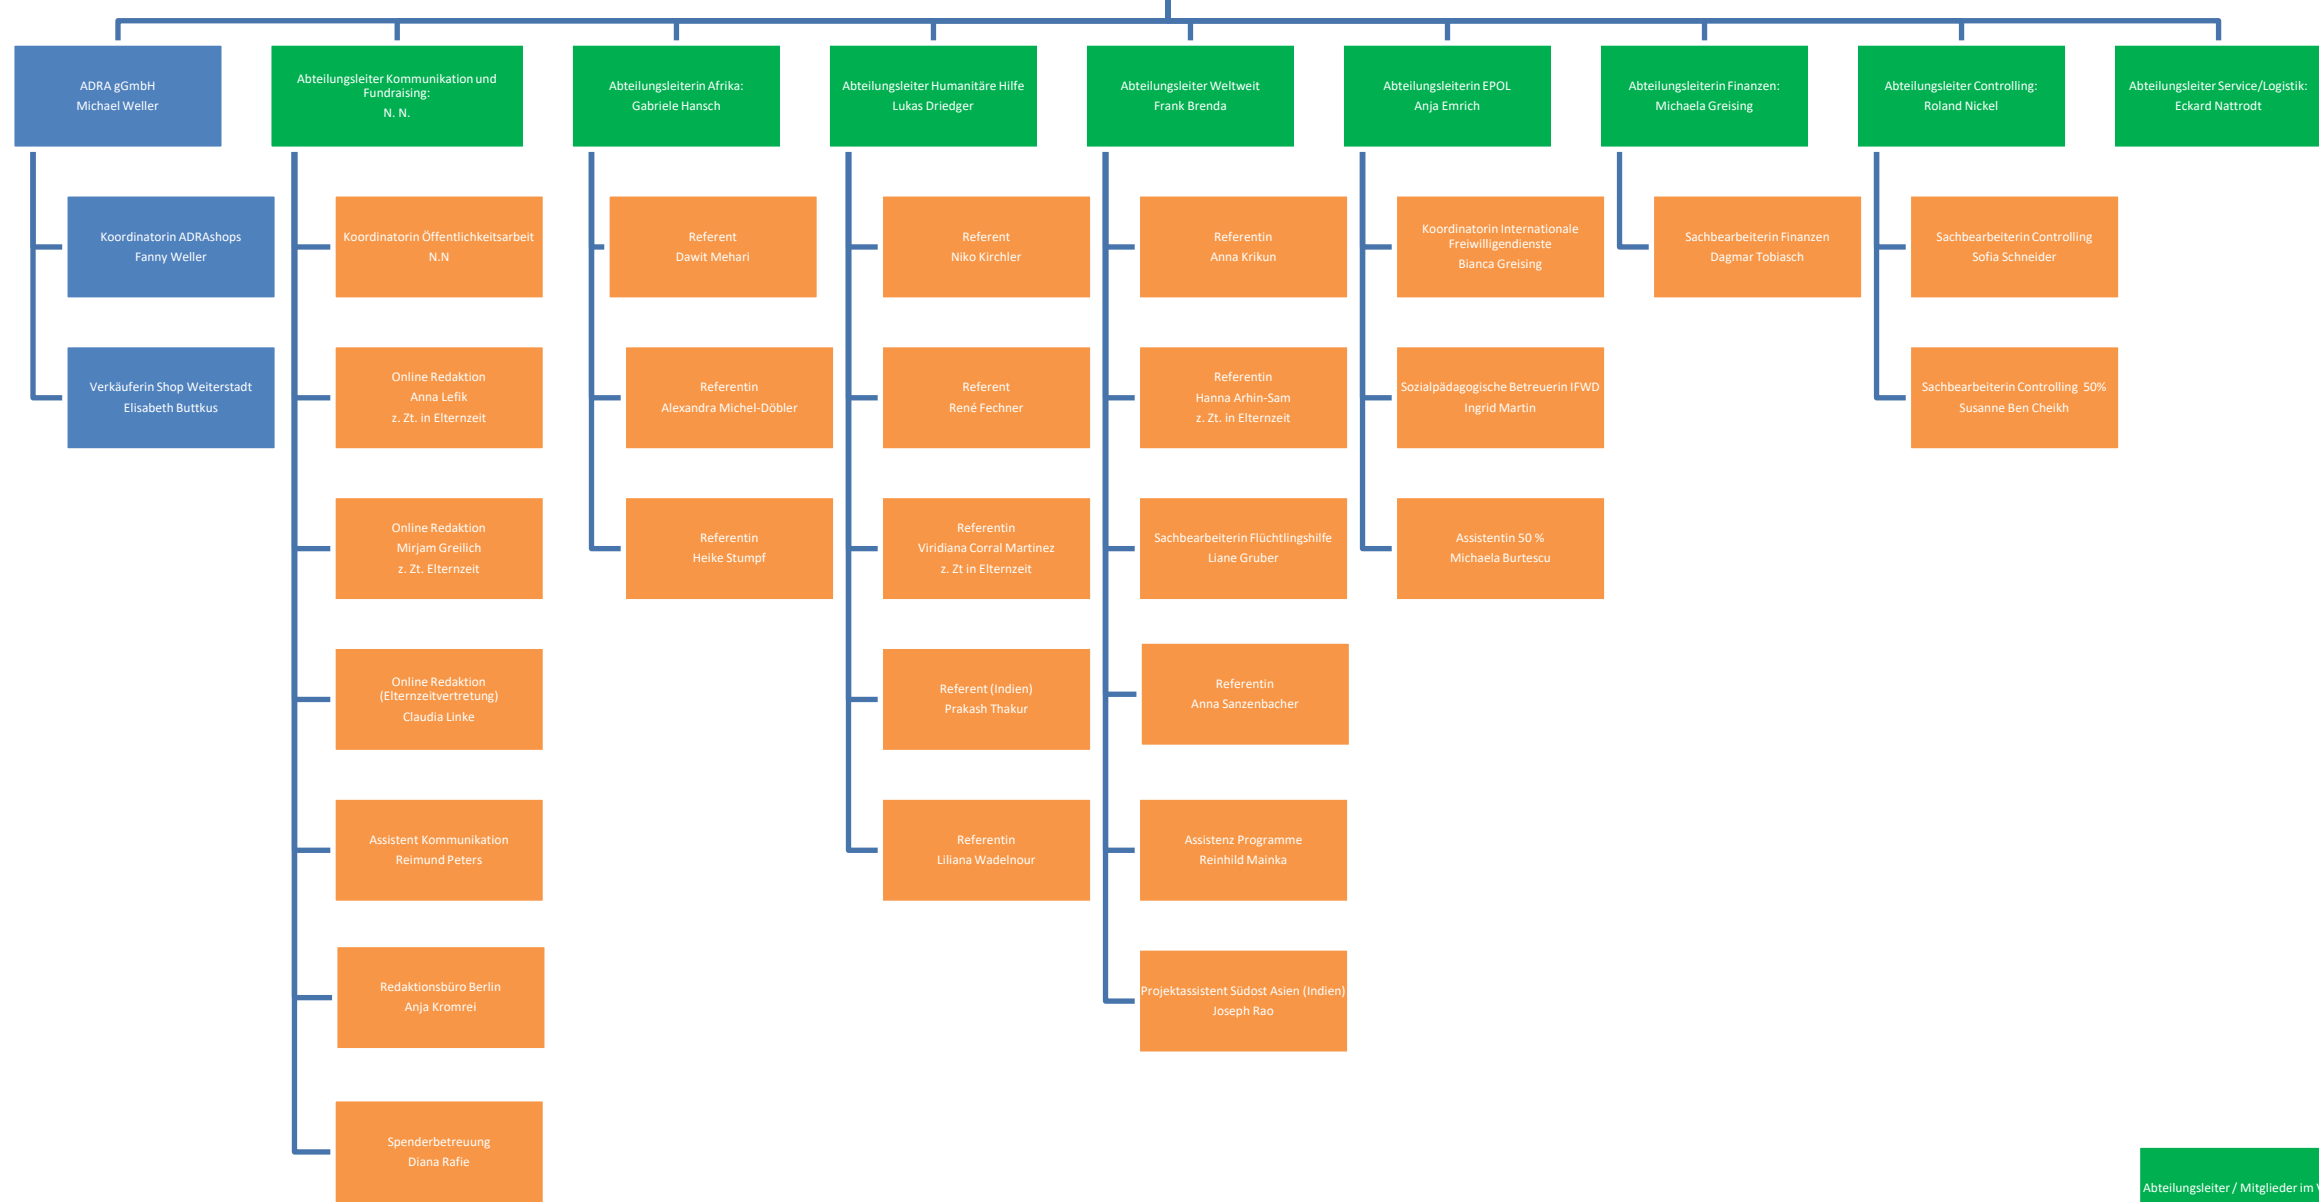 ADRA gGmbH
Michael Weller
Abteilungsleiter Kommunikation und
Fundraising:
N. N.
Abteilungsleiterin Afrika:
Gabriele Hansch
Abteilungsleiter Humanitäre Hilfe
Lukas Driedger
Abteilungsleiter Weltweit
Frank Brenda
Abteilungsleiterin EPOL
Anja Emrich
Abteilungsleiterin Finanzen:
Michaela Greising
Abteilungsleiter Controlling:
Roland Nickel
Abteilungsleiter Service/Logistik:
Eckard Nattrodt
Koordinatorin ADRAshops
Fanny Weller
Koordinatorin Öffentlichkeitsarbeit
N.N
Referent
Dawit Mehari
Referent
Niko Kirchler
Referentin
Anna Krikun
Koordinatorin Internationale
Freiwilligendienste
Bianca Greising
Sachbearbeiterin Finanzen
Dagmar Tobiasch
Sachbearbeiterin Controlling
Sofia Schneider
Verkäuferin Shop Weiterstadt
Elisabeth Buttkus
Online Redaktion
Anna Lefik
z. Zt. in Elternzeit
Referentin
Alexandra Michel-Döbler
Referent
René Fechner
Referentin
Hanna Arhin-Sam
z. Zt. in Elternzeit
Sozialpädagogische Betreuerin IFWD
Ingrid Martin
Sachbearbeiterin Controlling 50%
Susanne Ben Cheikh
Online Redaktion
Mirjam Greilich
z. Zt. Elternzeit
Referentin
Heike Stumpf
Referentin
Viridiana Corral Martinez
z. Zt in Elternzeit
Sachbearbeiterin Flüchtlingshilfe
Liane Gruber
Assistentin 50 %
Michaela Burtescu
Online Redaktion
(Elternzeitvertretung)
Claudia Linke
Referent (Indien)
Prakash Thakur
Referentin
Anna Sanzenbacher
Assistent Kommunikation
Reimund Peters
Referentin
Liliana Wadelnour
Assistenz Programme
Reinhild Mainka
Redaktionsbüro Berlin
Anja Kromrei
Projektassistent Südost Asien (Indien)
Joseph Rao
Spenderbetreuung
Diana Rafie
Abteilungsleiter / Mitglieder im